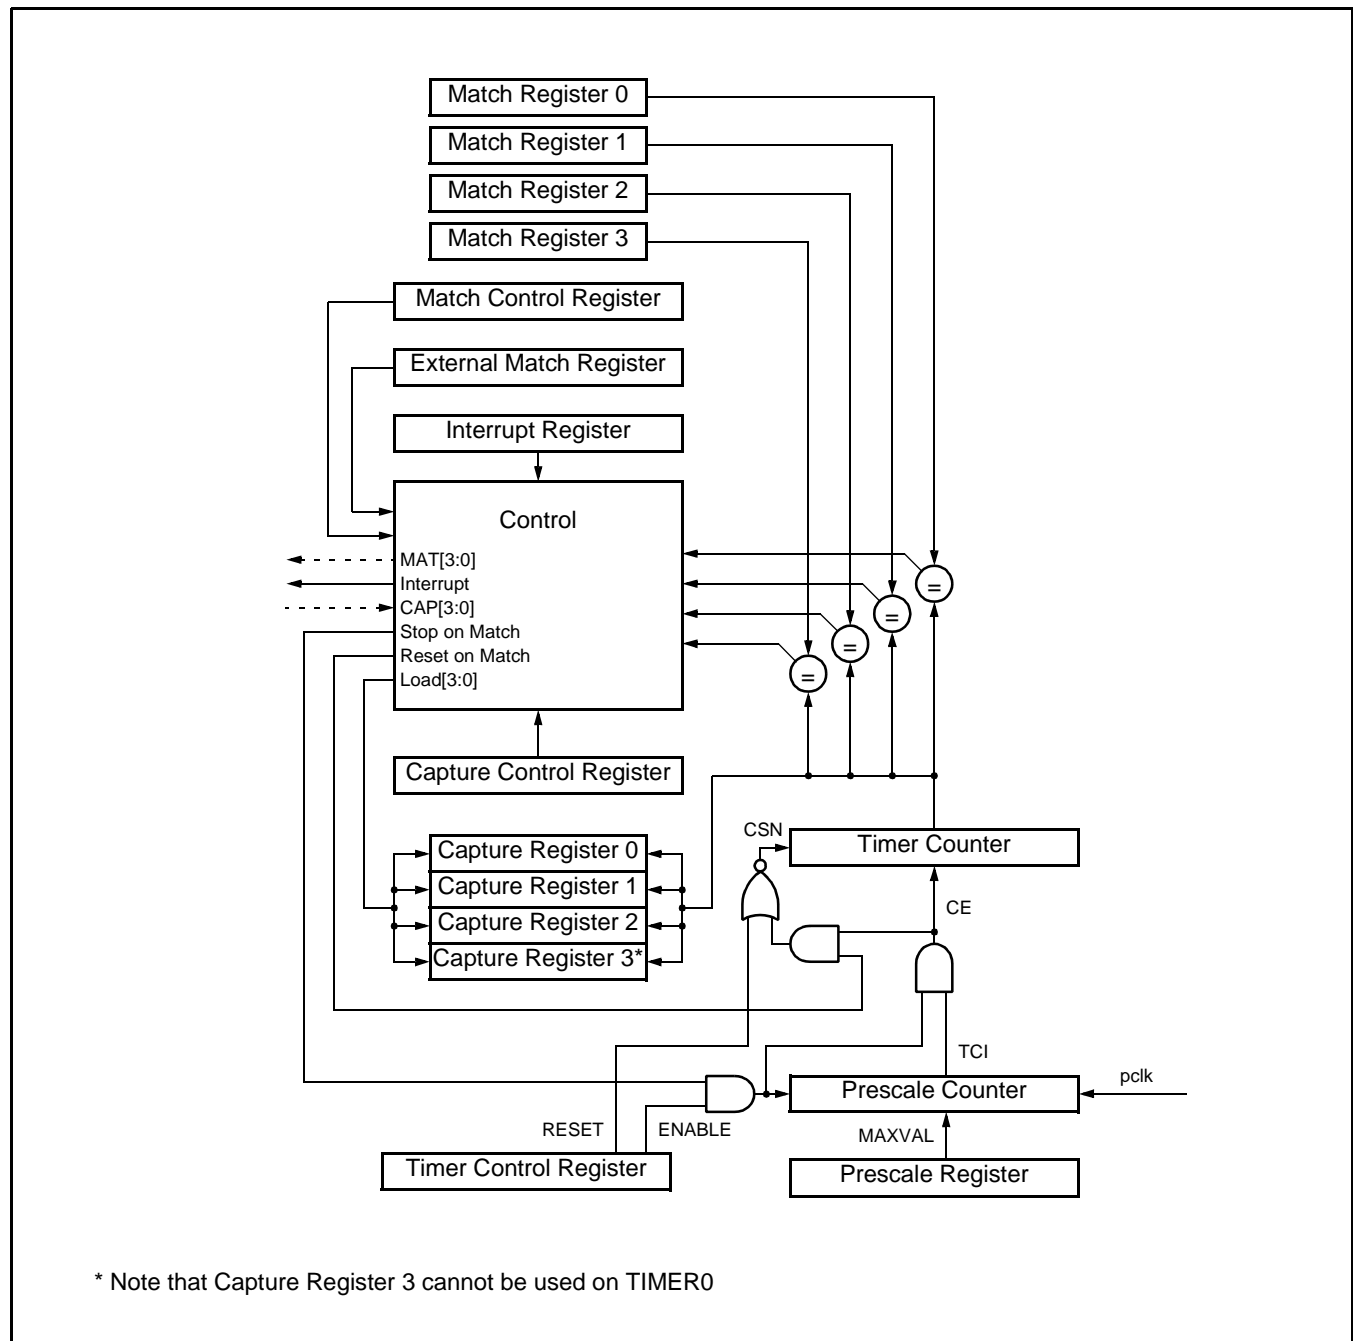 Match Register 0
Match Register 1
Match Register 2
Match Register 3
Match Control Register
External Match Register
Interrupt Register
Control
MAT[3:0]
Interrupt
CAP[3:0]
Stop on Match
Reset on Match
Load[3:0]
=
=
=
=
Capture Control Register
Capture Register 0
Capture Register 1
Capture Register 2
Capture Register 3*
CSN
Timer Counter
CE
TCI
Prescale Counter
pclk
RESET
ENABLE
MAXVAL
Timer Control Register
Prescale Register
* Note that Capture Register 3 cannot be used on TIMER0